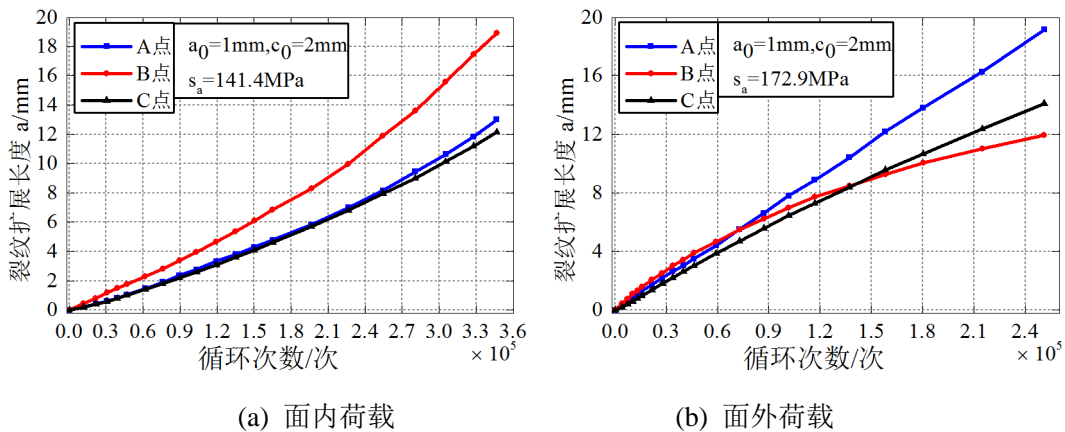 20
18
16
14
12
10
8
6
4
2
0
裂纹扩展长度 a/mm
A点
B点
C点
a0=1mm,c0=2mm
sa=141.4MPa
0.0 0.3 0.6 0.9 1.2 1.5 1.8 2.1 2.4 2.7 3.0 3.3 3.6
循环次数/次
× 10^5
(a) 面内荷载
20
16
12
8
4
0
裂纹扩展长度 a/mm
A点
B点
C点
a0=1mm,c0=2mm
sa=172.9MPa
0.0 0.3 0.6 0.9 1.2 1.5 1.8 2.1 2.4
循环次数/次
× 10^5
(b) 面外荷载